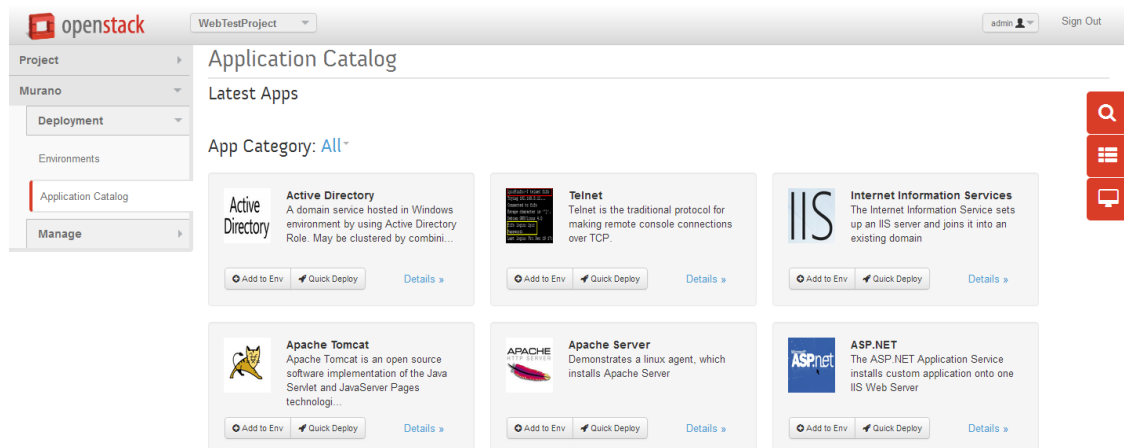 openstack
WebTestProject
admin
Sign Out
Project
Murano
Deployment
Environments
Application Catalog
Manage
Application Catalog
Latest Apps
App Category: All
Active
Directory
Active Directory
A domain service hosted in Windows
environment by using Active Directory
Role. May be clustered by combini...
Add to Env
Quick Deploy
Details »
Telnet
Telnet is the traditional protocol for
making remote console connections
over TCP.
Add to Env
Quick Deploy
Details »
IIS
Internet Information Services
The Internet Information Service sets
up an IIS server and joins it into an
existing domain
Add to Env
Quick Deploy
Details »
Apache Tomcat
Apache Tomcat is an open source
software implementation of the Java
Servlet and JavaServer Pages
technologi...
Add to Env
Quick Deploy
Details »
APACHE
HTTP SERVER
Apache Server
Demonstrates a linux agent, which
installs Apache Server
Add to Env
Quick Deploy
Details »
ASP.net
ASP.NET
The ASP.NET Application Service
installs custom application onto one
IIS Web Server
Add to Env
Quick Deploy
Details »